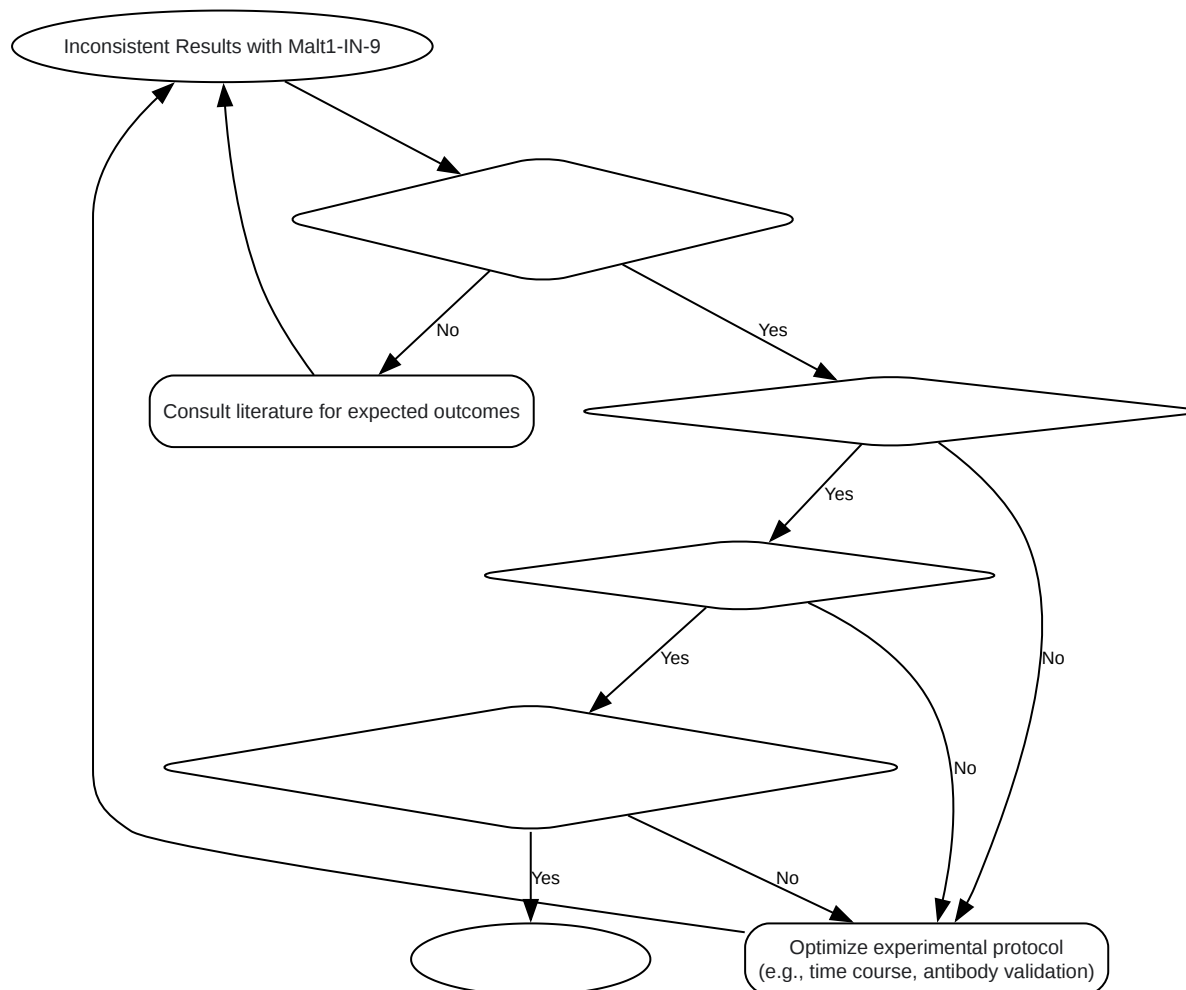 Inconsistent Results with Malt1-IN-9
No
Yes
Consult literature for expected outcomes
Yes
Yes
No
No
Yes
No
Optimize experimental protocol
(e.g., time course, antibody validation)